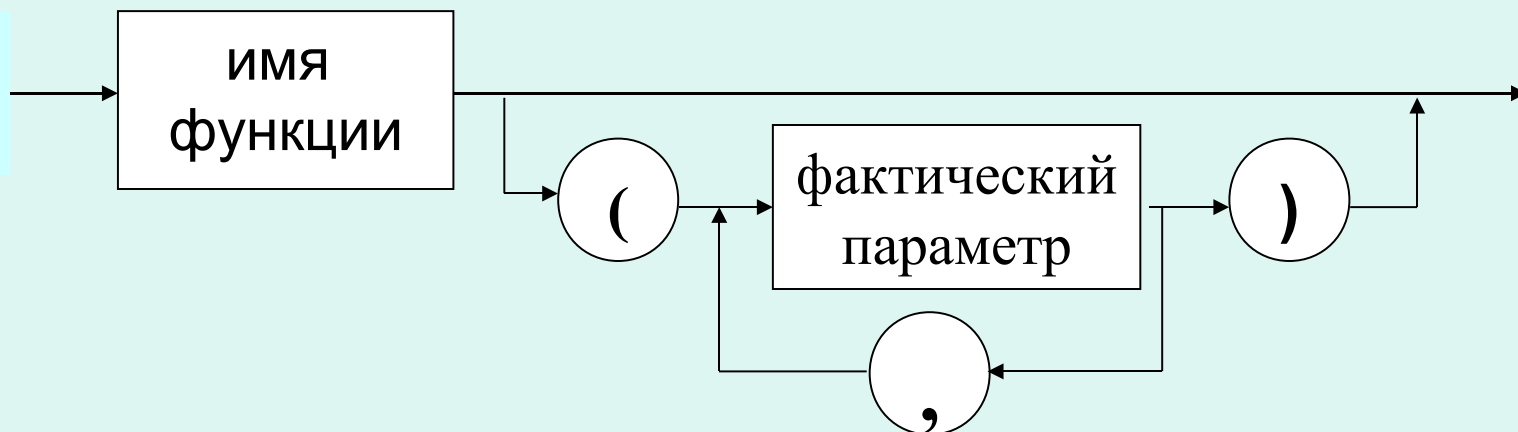 имя
функции
(
фактический
параметр
)
,